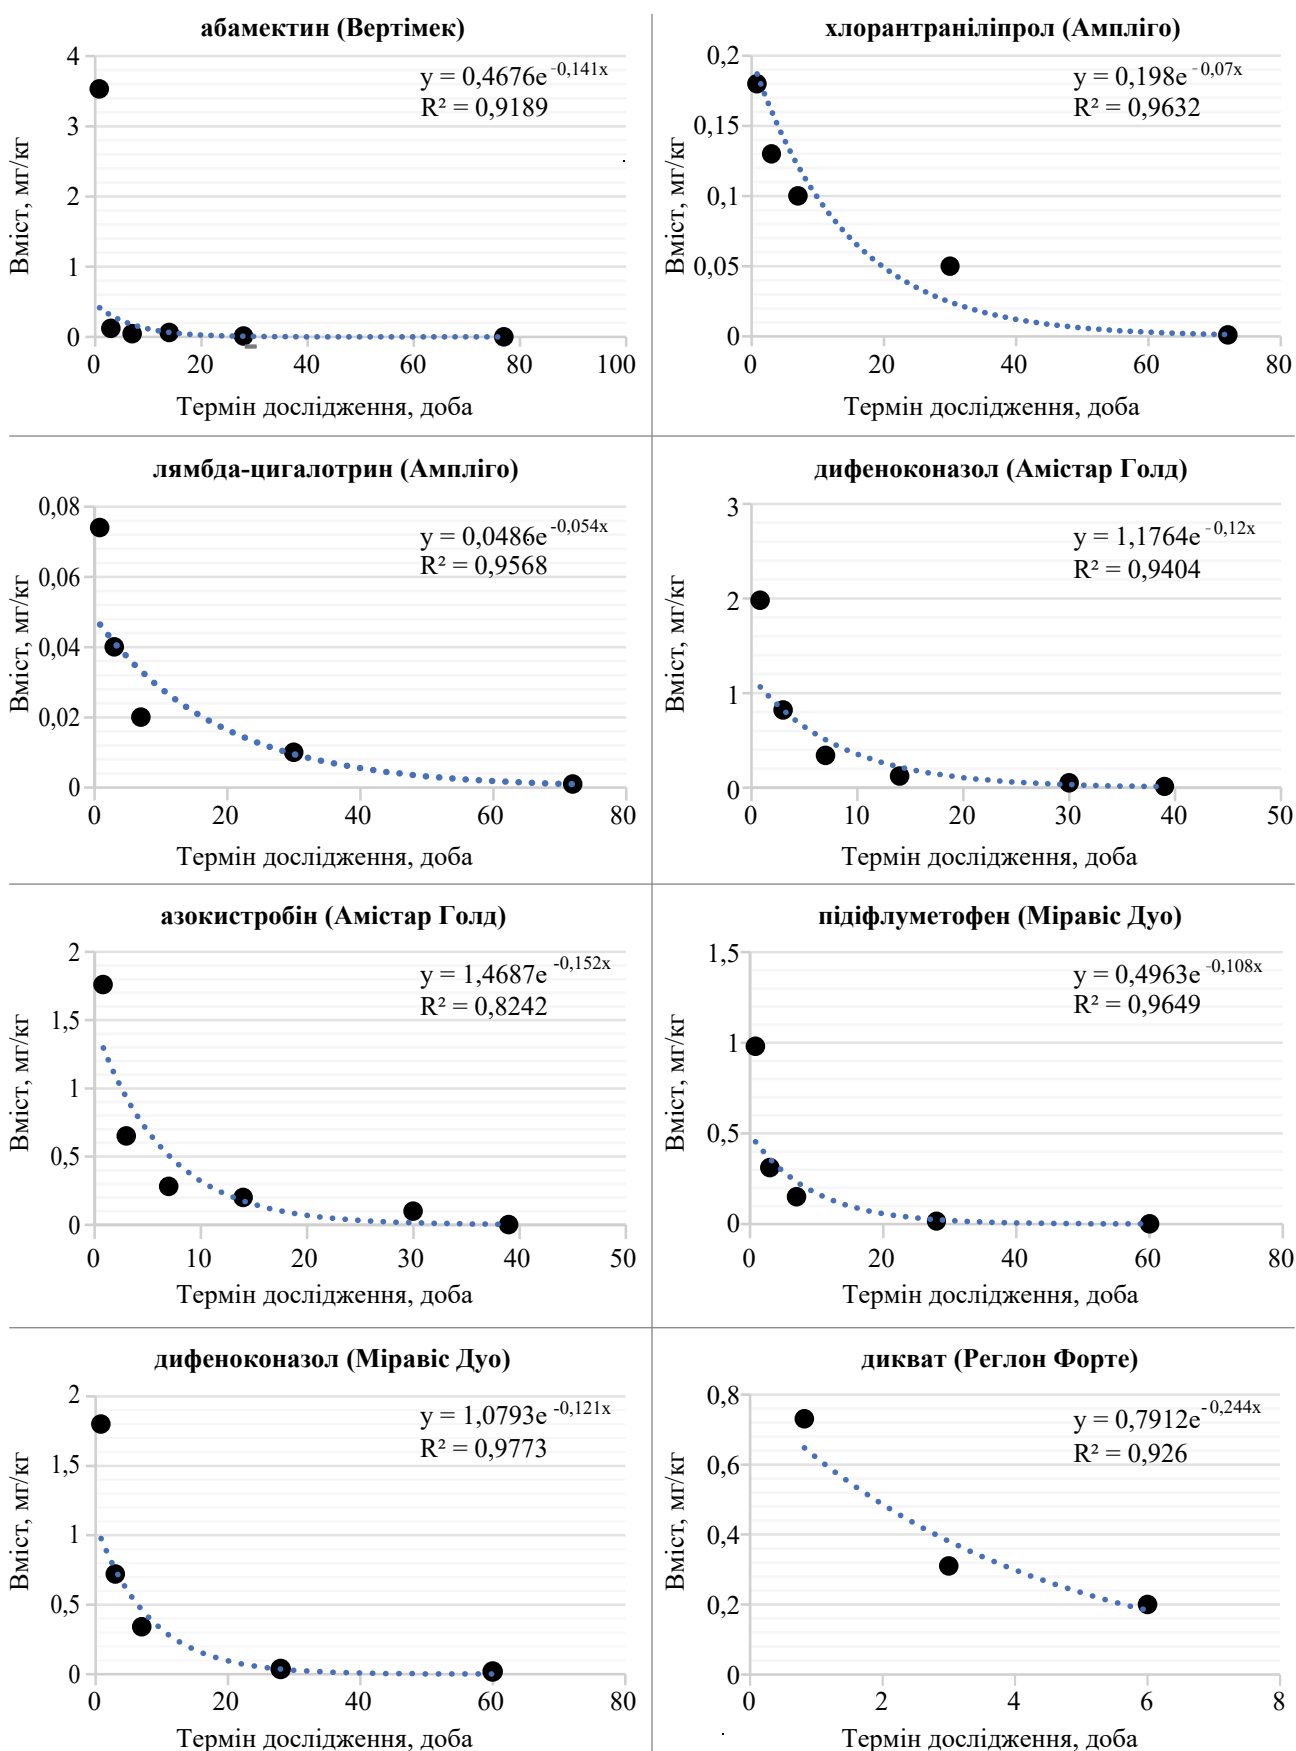 абамектин (Вертімек)
y = 0,4676e -0,141x
R² = 0,9189
Вміст, мг/кг
4
3
2
1
0
0 20 40 60 80 100
Термін дослідження, доба
хлорантраніліпрол (Ампліго)
y = 0,198e -0,07x
R² = 0,9632
Вміст, мг/кг
0,2
0,15
0,1
0,05
0
0 20 40 60 80
Термін дослідження, доба
лямбда-цигалотрин (Ампліго)
y = 0,0486e -0,054x
R² = 0,9568
Вміст, мг/кг
0,08
0,06
0,04
0,02
0
0 20 40 60 80
Термін дослідження, доба
дифеноконазол (Амістар Голд)
y = 1,1764e -0,12x
R² = 0,9404
Вміст, мг/кг
3
2
1
0
0 10 20 30 40 50
Термін дослідження, доба
азокистробін (Амістар Голд)
y = 1,4687e -0,152x
R² = 0,8242
Вміст, мг/кг
2
1,5
1
0,5
0
0 10 20 30 40 50
Термін дослідження, доба
підіфлуметофен (Міравіс Дуо)
y = 0,4963e -0,108x
R² = 0,9649
Вміст, мг/кг
1,5
1
0,5
0
0 20 40 60 80
Термін дослідження, доба
дифеноконазол (Міравіс Дуо)
y = 1,0793e -0,121x
R² = 0,9773
Вміст, мг/кг
2
1,5
1
0,5
0
0 20 40 60 80
Термін дослідження, доба
дикват (Реглон Форте)
y = 0,7912e -0,244x
R² = 0,926
Вміст, мг/кг
0,8
0,6
0,4
0,2
0
0 2 4 6 8
Термін дослідження, доба